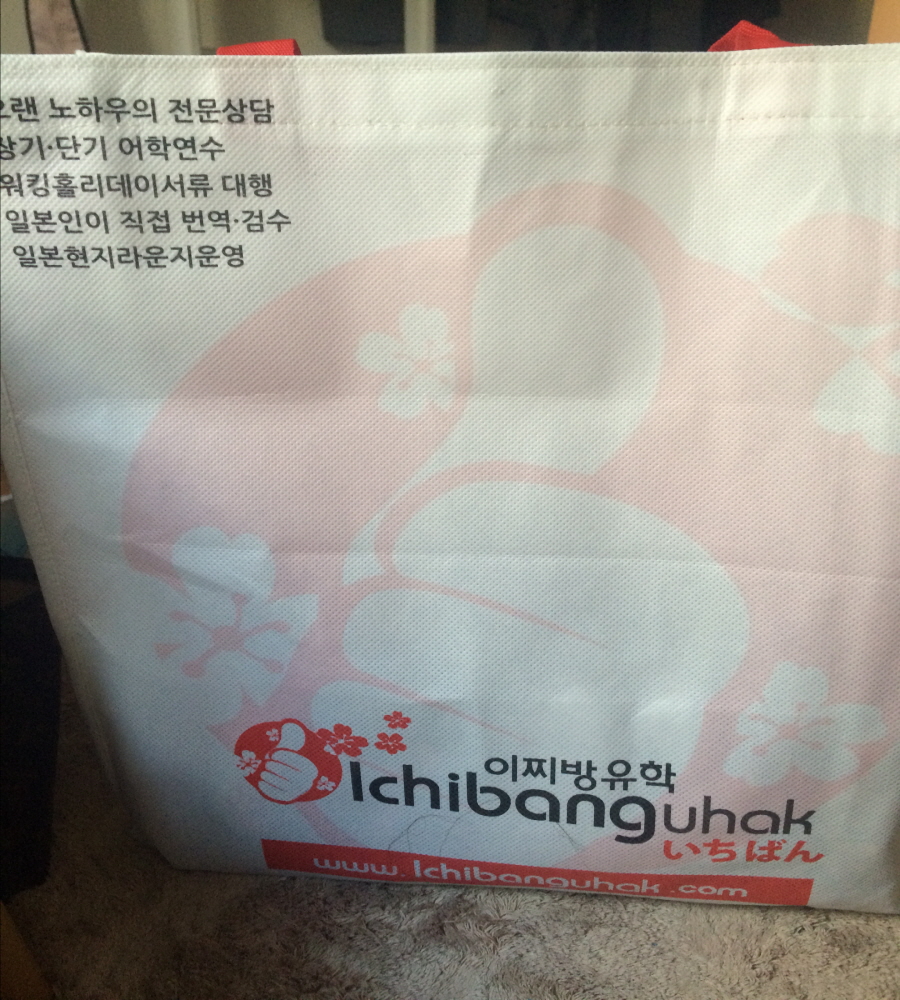 오랜 노하우의 전문상담
장기·단기 어학연수
워킹홀리데이서류 대행
일본인이 직접 번역·검수
일본현지라운지운영
이찌방유학
Ichibanguhak
いちばん
www.Ichibanguhak.com